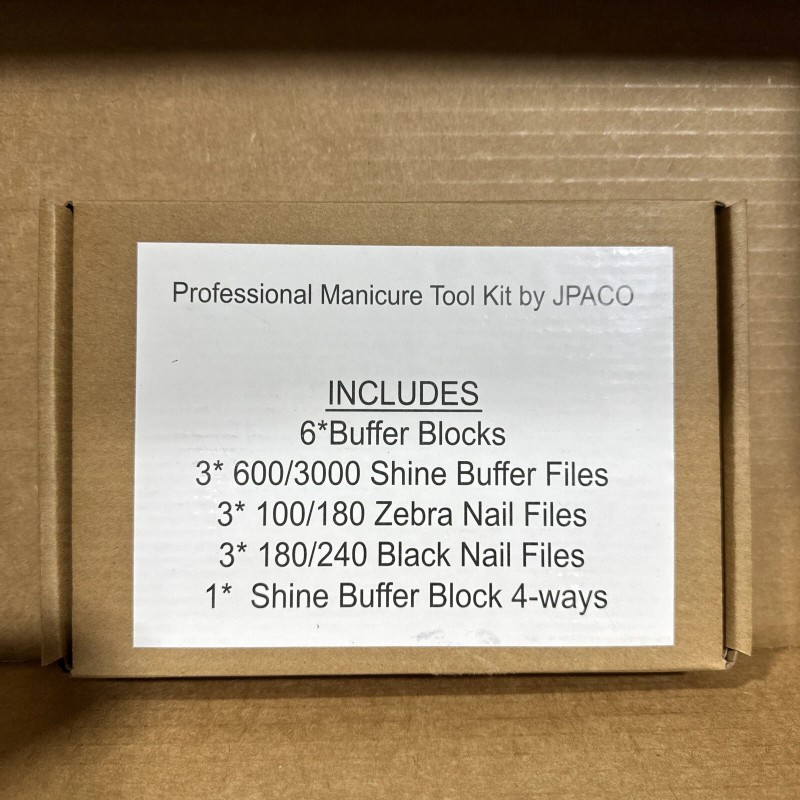 Professional Manicure Tool Kit by JPACO
INCLUDES
6*Buffer Blocks
3* 600/3000 Shine Buffer Files
3* 100/180 Zebra Nail Files
3* 180/240 Black Nail Files
1* Shine Buffer Block 4-ways